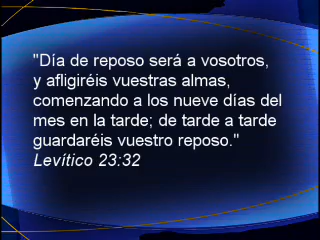 "Día de reposo será a vosotros,
y afligiréis vuestras almas,
comenzando a los nueve días del
mes en la tarde; de tarde a tarde
guardaréis vuestro reposo."
Levítico 23:32